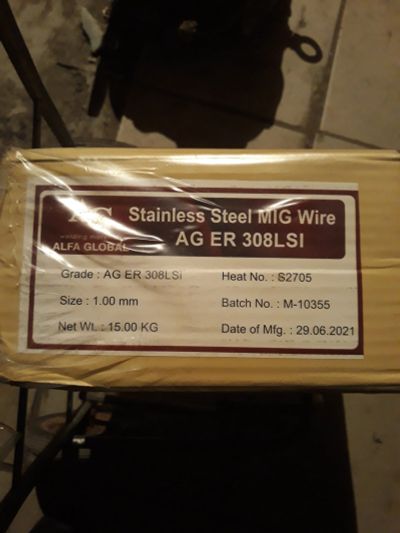 Stainless Steel MIG Wire
ALFA GLOBAL
AG ER 308LSI
Grade : AG ER 308LSi
Heat No. : S2705
Size : 1.00 mm
Batch No. : M-10355
Net Wt. : 15.00 KG
Date of Mfg. : 29.06.2021